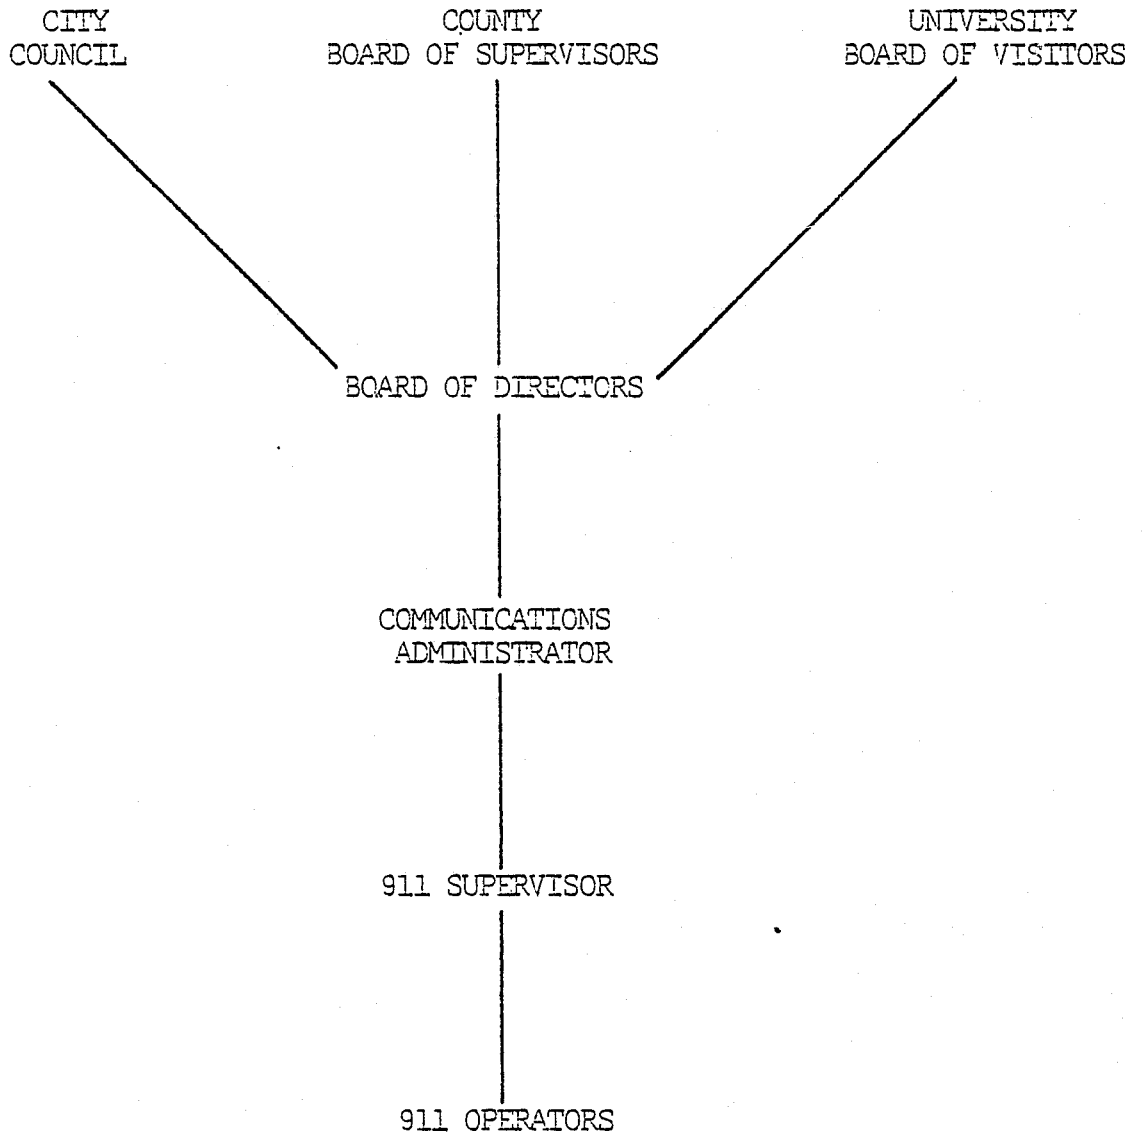 CITY
COUNCIL
COUNTY
BOARD OF SUPERVISORS
UNIVERSITY
BOARD OF VISITORS
BOARD OF DIRECTORS
COMMUNICATIONS
ADMINISTRATOR
911 SUPERVISOR
911 OPERATORS